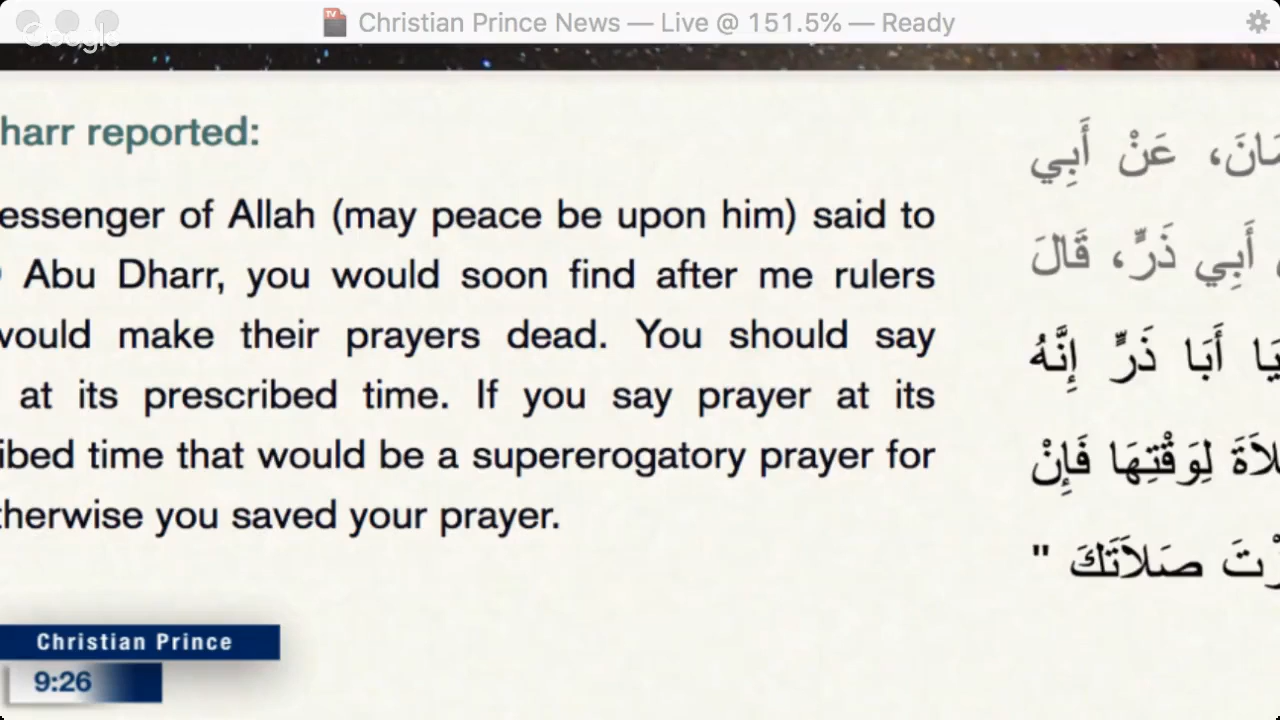 Christian Prince News — Live @ 151.5% — Ready
Google
harr reported:
essenger of Allah (may peace be upon him) said to
Abu Dharr, you would soon find after me rulers
would make their prayers dead. You should say
at its prescribed time. If you say prayer at its
ibed time that would be a supererogatory prayer for
therwise you saved your prayer.
عَنْ أَبِي
أَبِي ذَرٍّ، قَالَ
يَا أَبَا ذَرٍّ إِنَّهُ
لِوَقْتِهَا فَإِنْ
صَلاَتَكَ "
Christian Prince
9:26